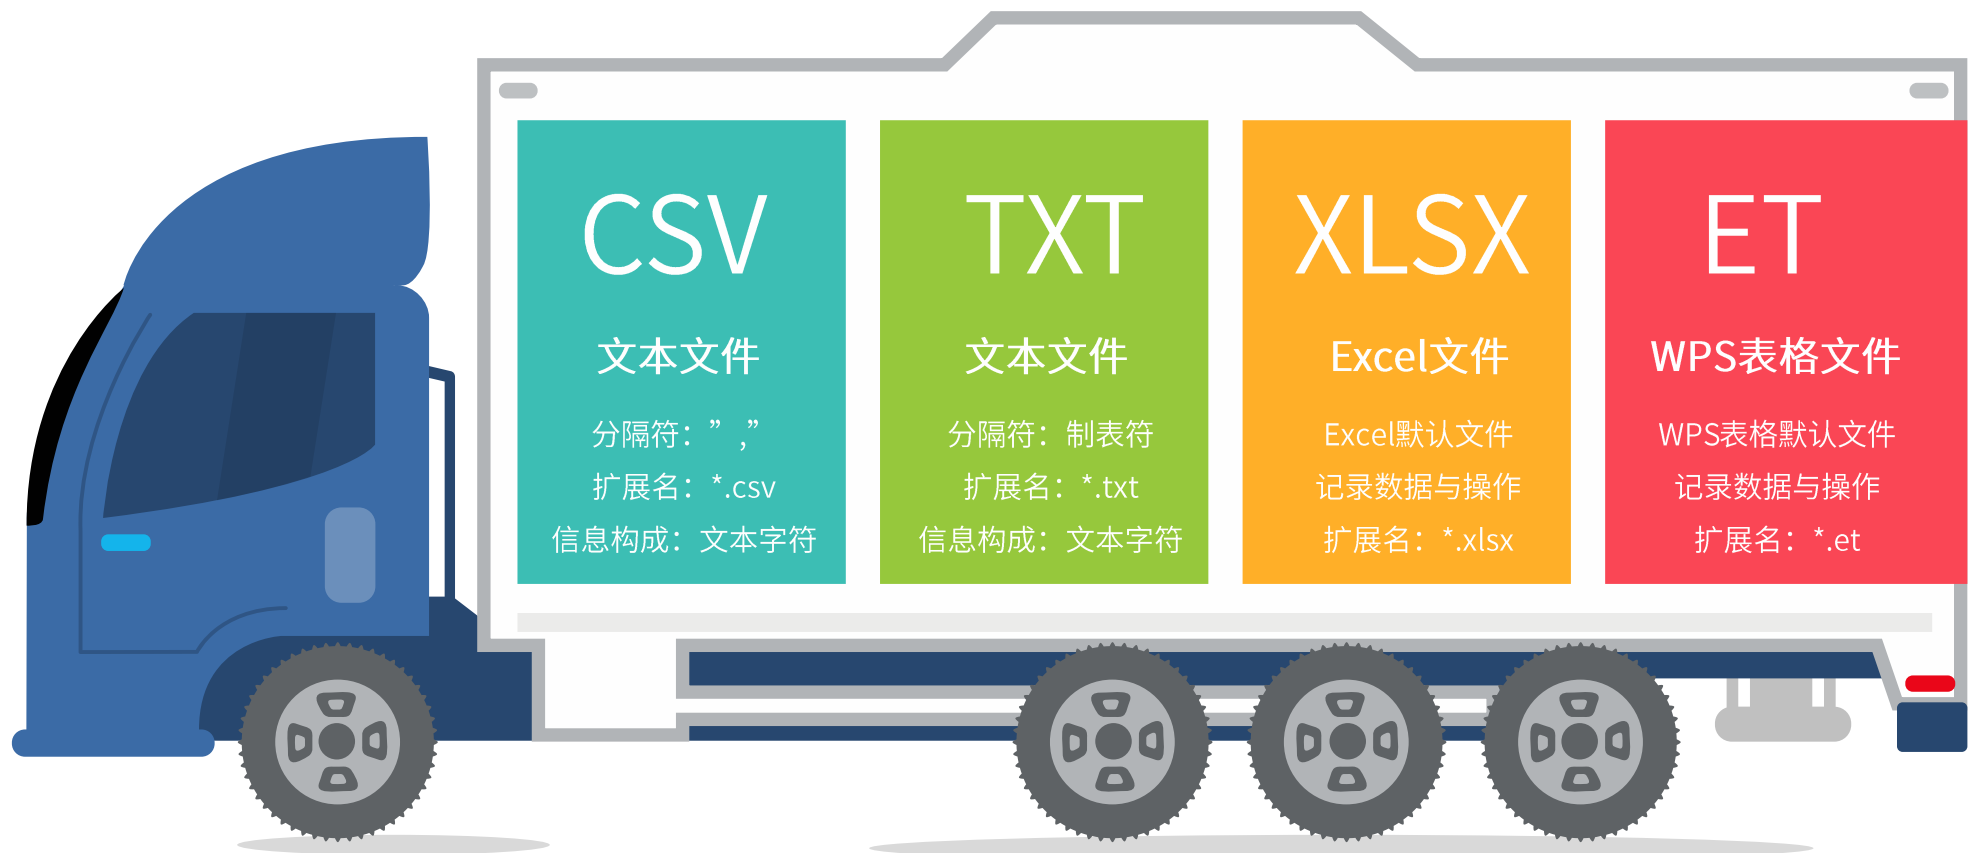 CSV
文本文件
分隔符：”,”
扩展名：*.csv
信息构成：文本字符
TXT
文本文件
分隔符：制表符
扩展名：*.txt
信息构成：文本字符
XLSX
Excel文件
Excel默认文件
记录数据与操作
扩展名：*.xlsx
ET
WPS表格文件
WPS表格默认文件
记录数据与操作
扩展名：*.et